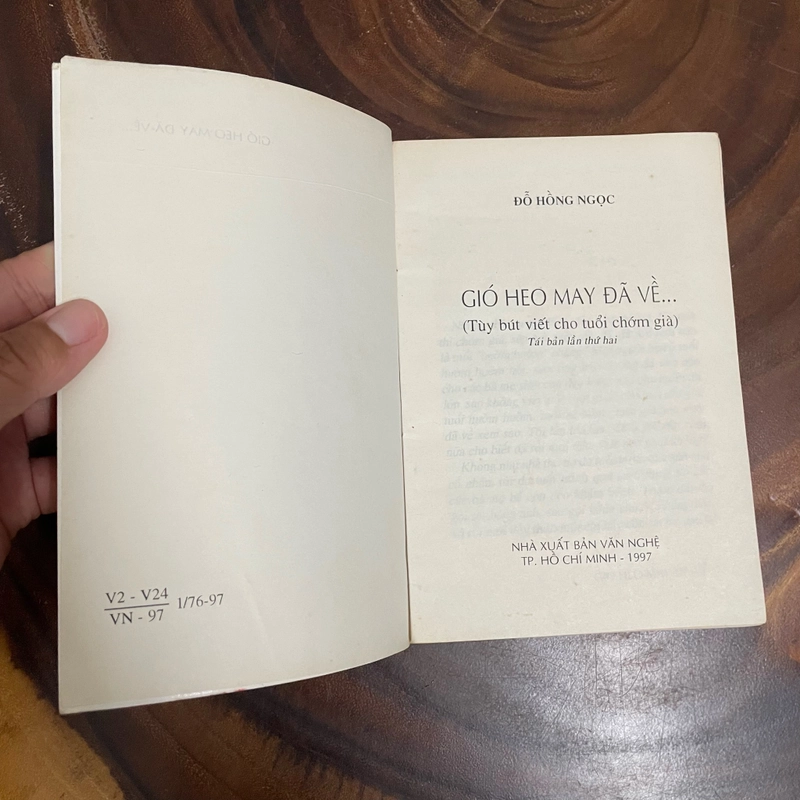 V2 - V24
VN - 97
1/76-97
ĐỖ HỒNG NGỌC
GIÓ HEO MAY ĐÃ VỀ...
(Tùy bút viết cho tuổi chớm già)
Tái bản lần thứ hai
NHÀ XUẤT BẢN VĂN NGHỆ
TP. HỒ CHÍ MINH - 1997